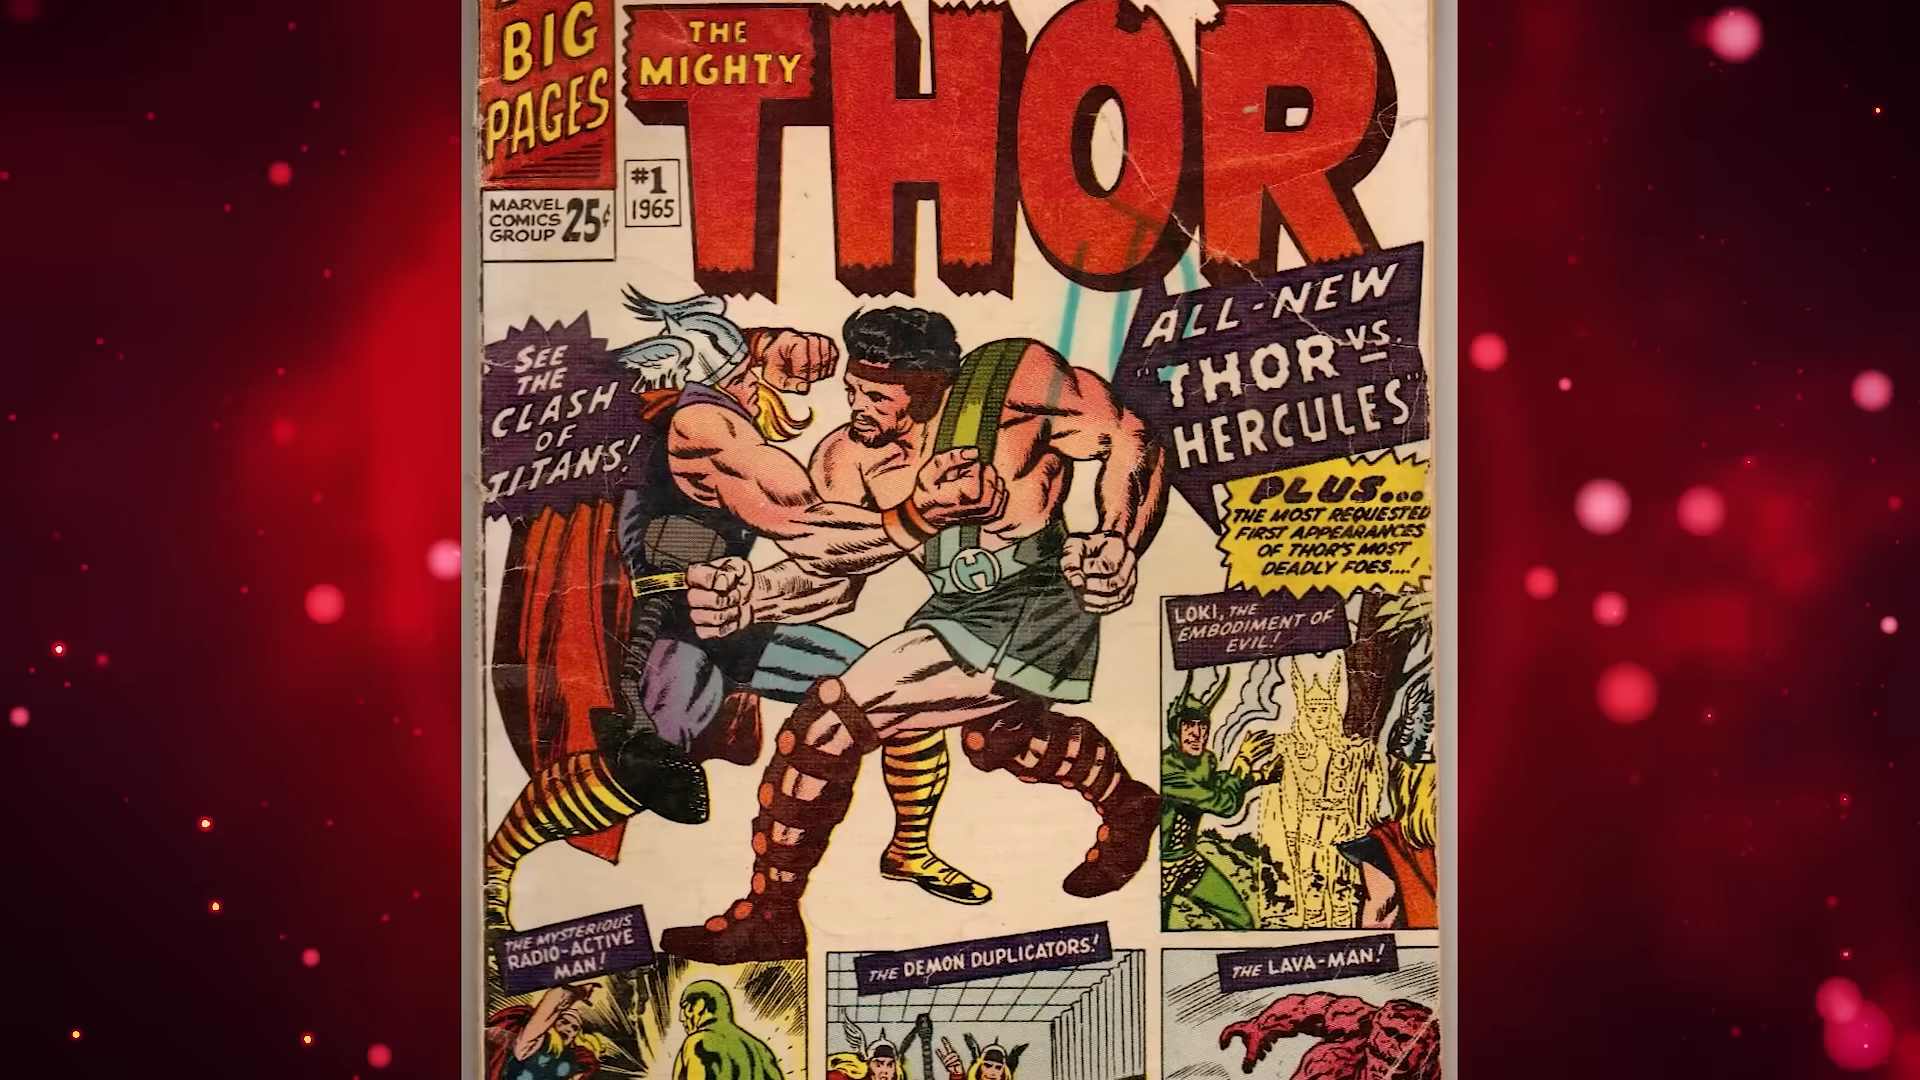 BIG
PAGES
THE
MIGHTY
THOR
MARVEL
COMICS
GROUP
25¢
#1
1965
SEE
THE
CLASH
OF
TITANS!
ALL-NEW
"THOR VS.
HERCULES"
PLUS...
THE MOST REQUESTED
FIRST APPEARANCES
OF THOR'S MOST
DEADLY FOES....!
LOKI, THE
EMBODIMENT OF
EVIL!
H
THE MYSTERIOUS
RADIO-ACTIVE
MAN!
THE DEMON DUPLICATORS!
THE LAVA-MAN!